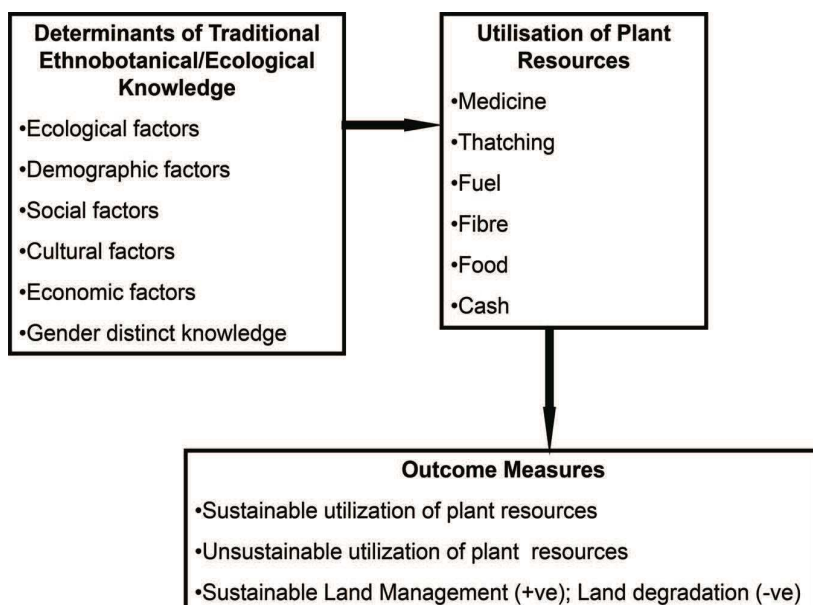 Determinants of Traditional
Ethnobotanical/Ecological
Knowledge
•Ecological factors
•Demographic factors
•Social factors
•Cultural factors
•Economic factors
•Gender distinct knowledge
Utilisation of Plant
Resources
•Medicine
•Thatching
•Fuel
•Fibre
•Food
•Cash
Outcome Measures
•Sustainable utilization of plant resources
•Unsustainable utilization of plant resources
•Sustainable Land Management (+ve); Land degradation (-ve)